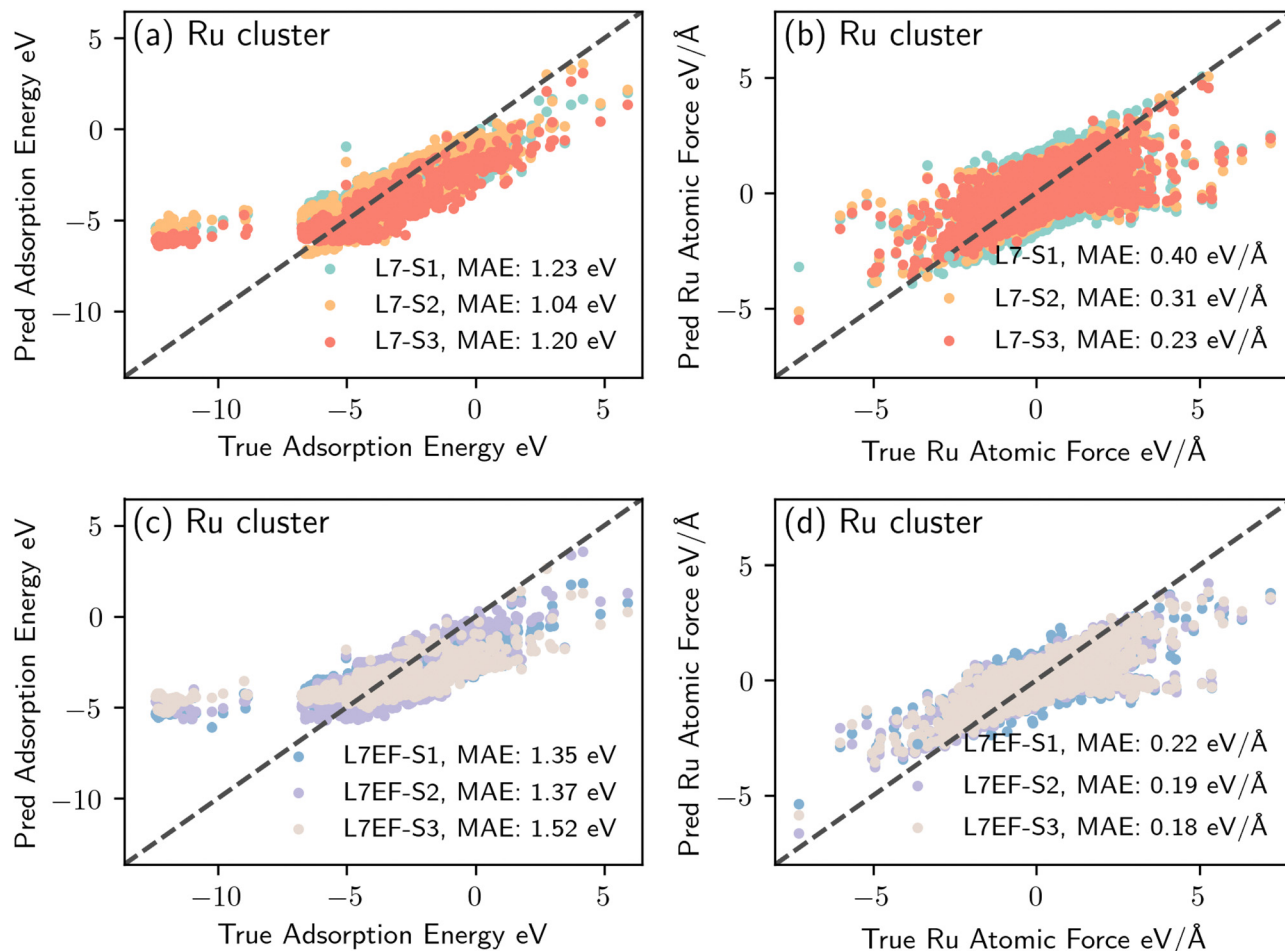 (a) Ru cluster
Pred Adsorption Energy eV
5
0
−5
−10
L7-S1, MAE: 1.23 eV
L7-S2, MAE: 1.04 eV
L7-S3, MAE: 1.20 eV
−10 −5 0 5
True Adsorption Energy eV
(b) Ru cluster
Pred Ru Atomic Force eV/Å
5
0
−5
L7-S1, MAE: 0.40 eV/Å
L7-S2, MAE: 0.31 eV/Å
L7-S3, MAE: 0.23 eV/Å
−5 0 5
True Ru Atomic Force eV/Å
(c) Ru cluster
Pred Adsorption Energy eV
5
0
−5
−10
L7EF-S1, MAE: 1.35 eV
L7EF-S2, MAE: 1.37 eV
L7EF-S3, MAE: 1.52 eV
−10 −5 0 5
True Adsorption Energy eV
(d) Ru cluster
Pred Ru Atomic Force eV/Å
5
0
−5
L7EF-S1, MAE: 0.22 eV/Å
L7EF-S2, MAE: 0.19 eV/Å
L7EF-S3, MAE: 0.18 eV/Å
−5 0 5
True Ru Atomic Force eV/Å